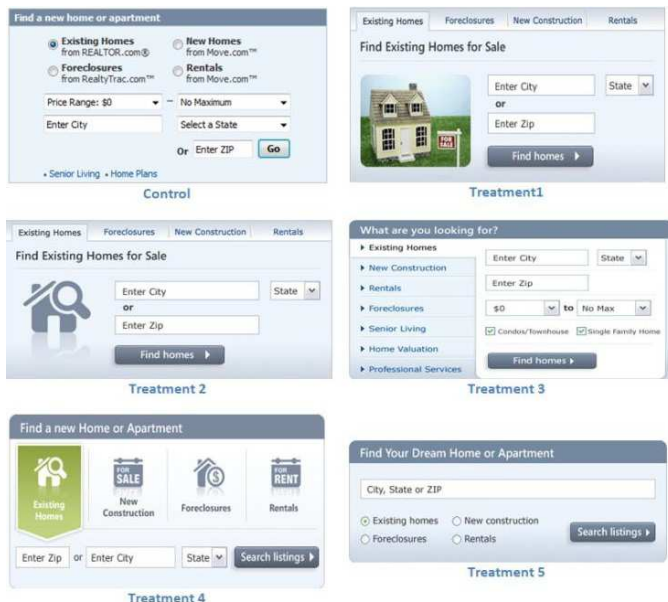 Find a new home or apartment
Existing Homes
from REALTOR.com®
New Homes
from Move.com™
Foreclosures
from RealtyTrac.com™
Rentals
from Move.com™
Price Range: $0 ~ No Maximum
Enter City Select a State
Or Enter ZIP Go
• Senior Living • Home Plans
Control
Existing Homes Foreclosures New Construction Rentals
Find Existing Homes for Sale
FOR SALE
Enter City State
or
Enter Zip
Find homes
Treatment1
Existing Homes Foreclosures New Construction Rentals
Find Existing Homes for Sale
Enter City State
or
Enter Zip
Find homes
Treatment 2
What are you looking for?
Existing Homes
New Construction
Rentals
Foreclosures
Senior Living
Home Valuation
Professional Services
Enter City State
Enter Zip
$0 to No Max
Condos/Townhouse Single Family Home
Find homes
Treatment 3
Find a new Home or Apartment
Existing
Homes
FOR
SALE
New
Construction
$
Foreclosures
FOR
RENT
Rentals
Enter Zip or Enter City State Search listings
Treatment 4
Find Your Dream Home or Apartment
City, State or ZIP
Existing homes New construction
Foreclosures Rentals
Search listings
Treatment 5